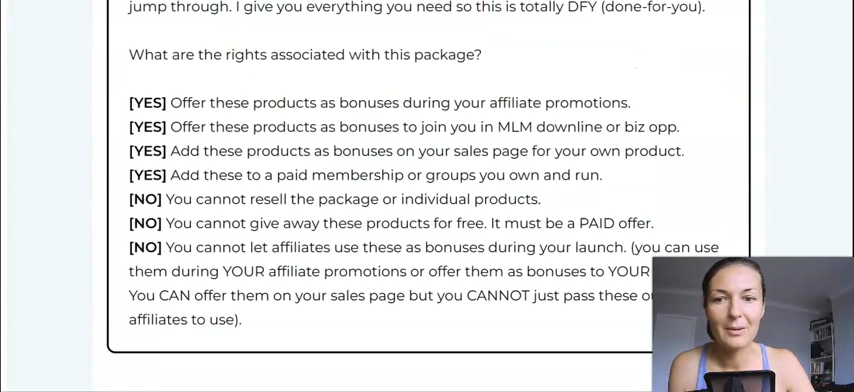 jump through. I give you everything you need so this is totally DFY (done-for-you).
What are the rights associated with this package?
[YES] Offer these products as bonuses during your affiliate promotions.
[YES] Offer these products as bonuses to join you in MLM downline or biz opp.
[YES] Add these products as bonuses on your sales page for your own product.
[YES] Add these to a paid membership or groups you own and run.
[NO] You cannot resell the package or individual products.
[NO] You cannot give away these products for free. It must be a PAID offer.
[NO] You cannot let affiliates use these as bonuses during your launch. (you can use
them during YOUR affiliate promotions or offer them as bonuses to YOUR
You CAN offer them on your sales page but you CANNOT just pass these
affiliates to use).